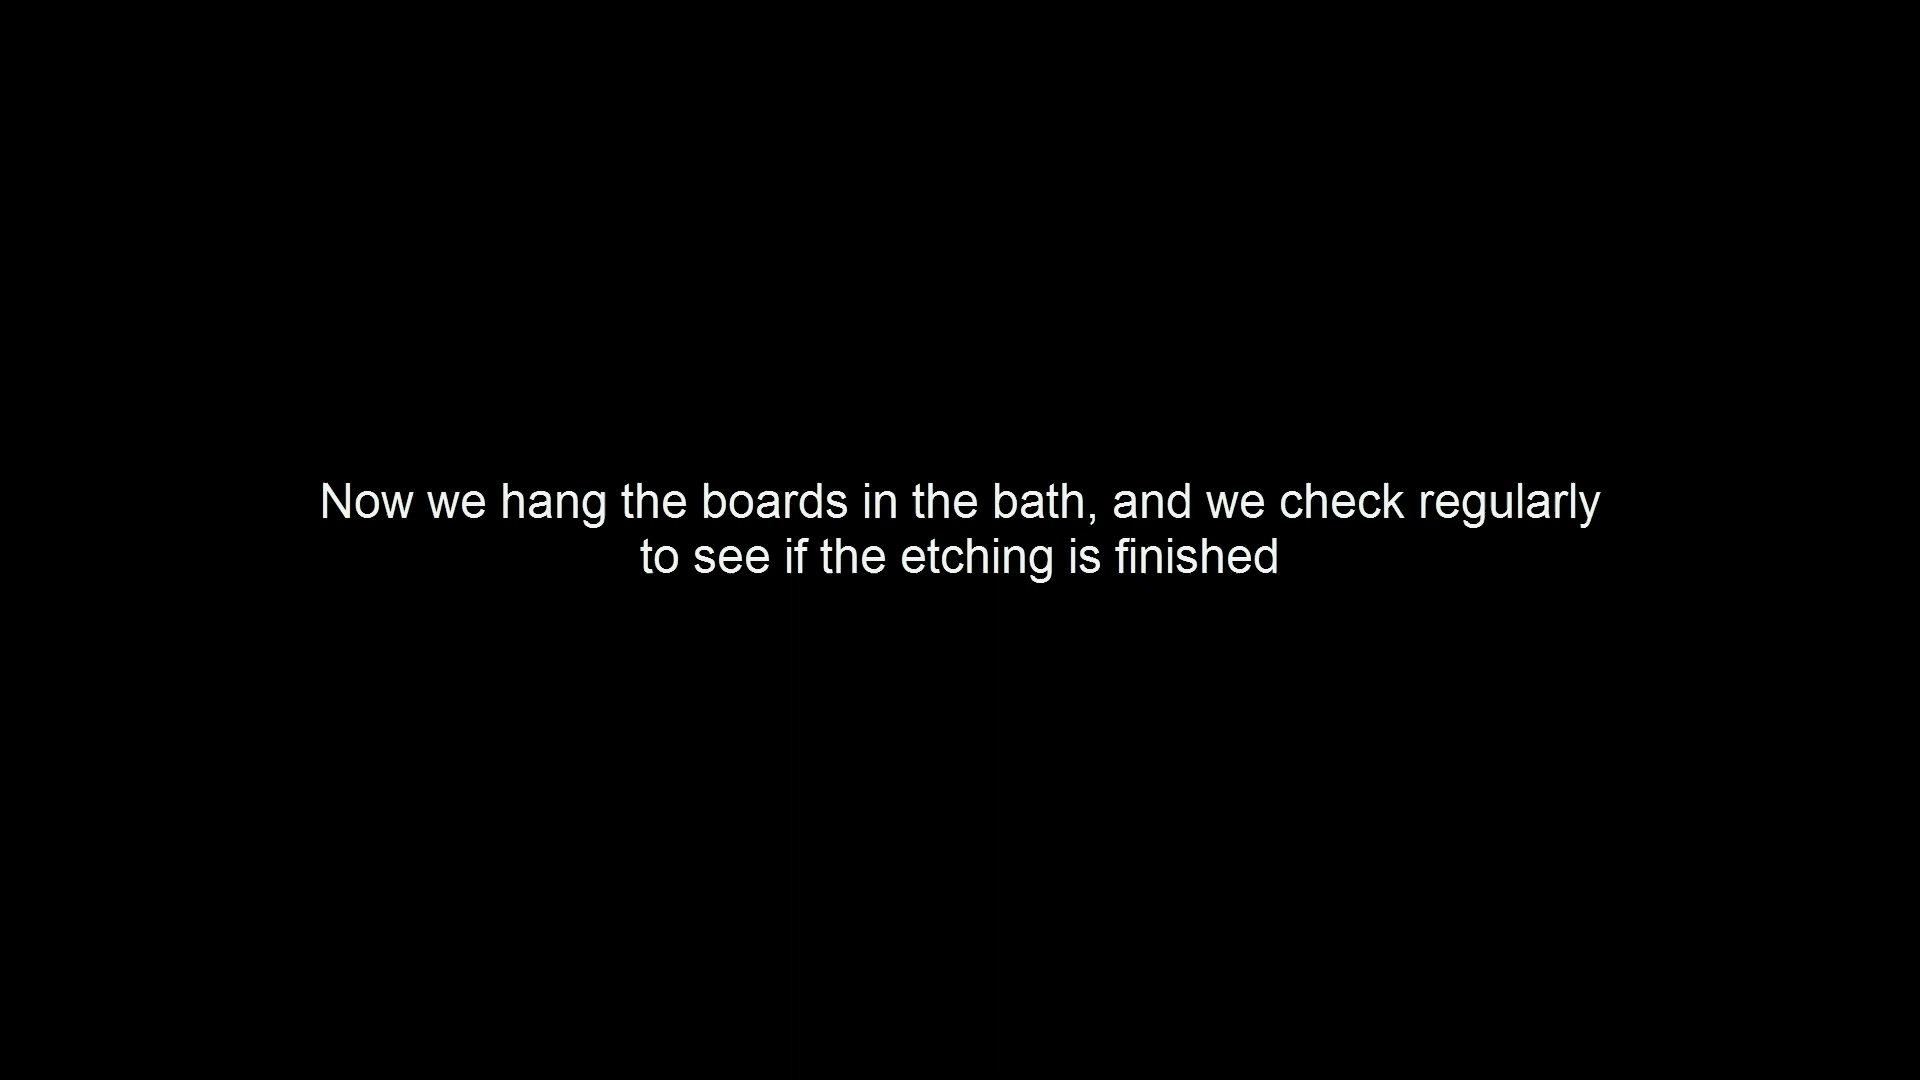 Now we hang the boards in the bath, and we check regularly
to see if the etching is finished